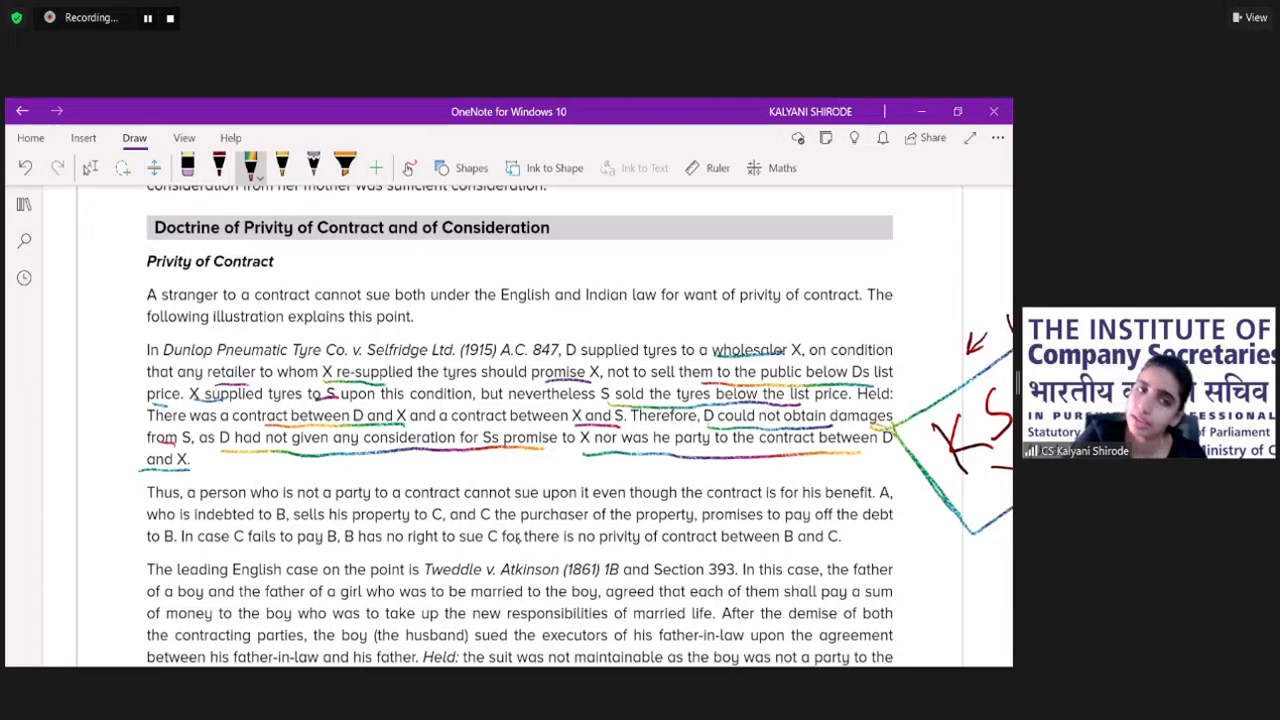 Recording...
View
OneNote for Windows 10
KALYANI SHIRODE
Home
Insert
Draw
View
Help
Share
Shapes
Ink to Shape
Ink to Text
Ruler
Maths
consideration from her mother was sufficient consideration.
Doctrine of Privity of Contract and of Consideration
Privity of Contract
A stranger to a contract cannot sue both under the English and Indian law for want of privity of contract. The
following illustration explains this point.
In Dunlop Pneumatic Tyre Co. v. Selfridge Ltd. (1915) A.C. 847, D supplied tyres to a wholesaler X, on condition
that any retailer to whom X re-supplied the tyres should promise X, not to sell them to the public below Ds list
price. X supplied tyres to S upon this condition, but nevertheless S sold the tyres below the list price. Held:
There was a contract between D and X and a contract between X and S. Therefore, D could not obtain damages
from S, as D had not given any consideration for Ss promise to X nor was he party to the contract between D
and X.
KS
Thus, a person who is not a party to a contract cannot sue upon it even though the contract is for his benefit. A,
who is indebted to B, sells his property to C, and C the purchaser of the property, promises to pay off the debt
to B. In case C fails to pay B, B has no right to sue C for there is no privity of contract between B and C.
The leading English case on the point is Tweddle v. Atkinson (1861) 1B and Section 393. In this case, the father
of a boy and the father of a girl who was to be married to the boy, agreed that each of them shall pay a sum
of money to the boy who was to take up the new responsibilities of married life. After the demise of both
the contracting parties, the boy (the husband) sued the executors of his father-in-law upon the agreement
between his father-in-law and his father. Held: the suit was not maintainable as the boy was not a party to the
THE INSTITUTE OF
Company Secretaries
भारतीय सचिव
IN PURS
Statutory
of Parliament
CS Kalyani Shirode